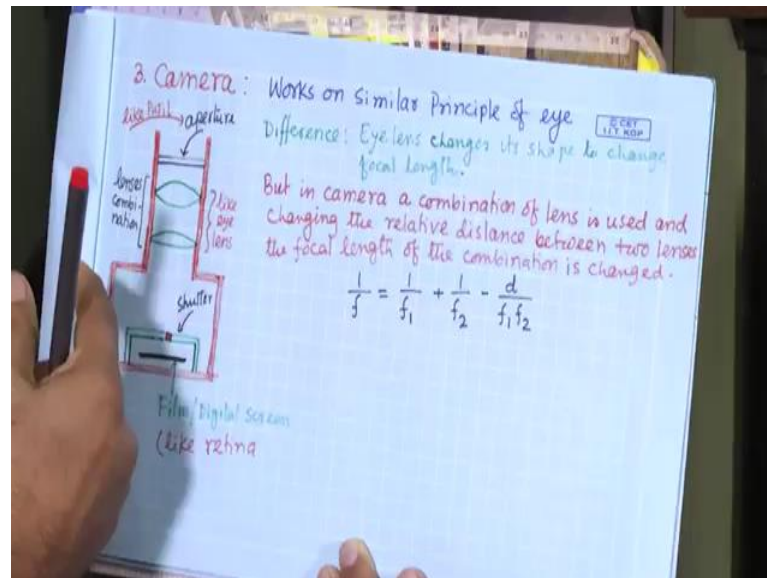 3. Camera : Works on Similar Principle of eye
© CET
I.I.T. KGP
Difference: Eye lens changes its shape to change
focal length.
But in camera a combination of lens is used and
changing the relative distance between two lenses
the focal length of the combination is changed.
1/f = 1/f₁ + 1/f₂ - d/f₁f₂
like Pupil
aperture
lenses
combi-
nation
like
eye
lens
Shutter
Film/Digital Screen
(like retina